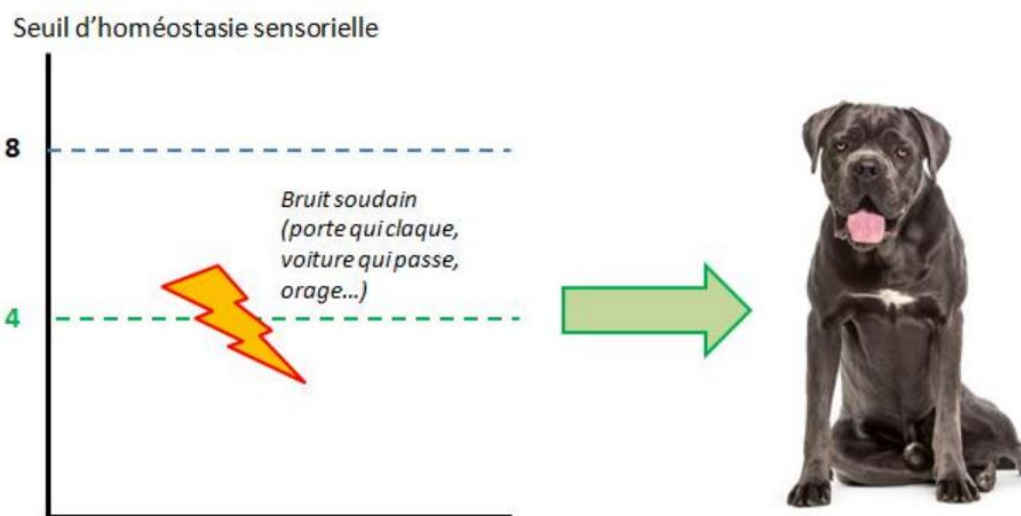 Seuil d’homéostasie sensorielle
8
Bruit soudain
(porte qui claque,
voiture qui passe,
orage...)
4